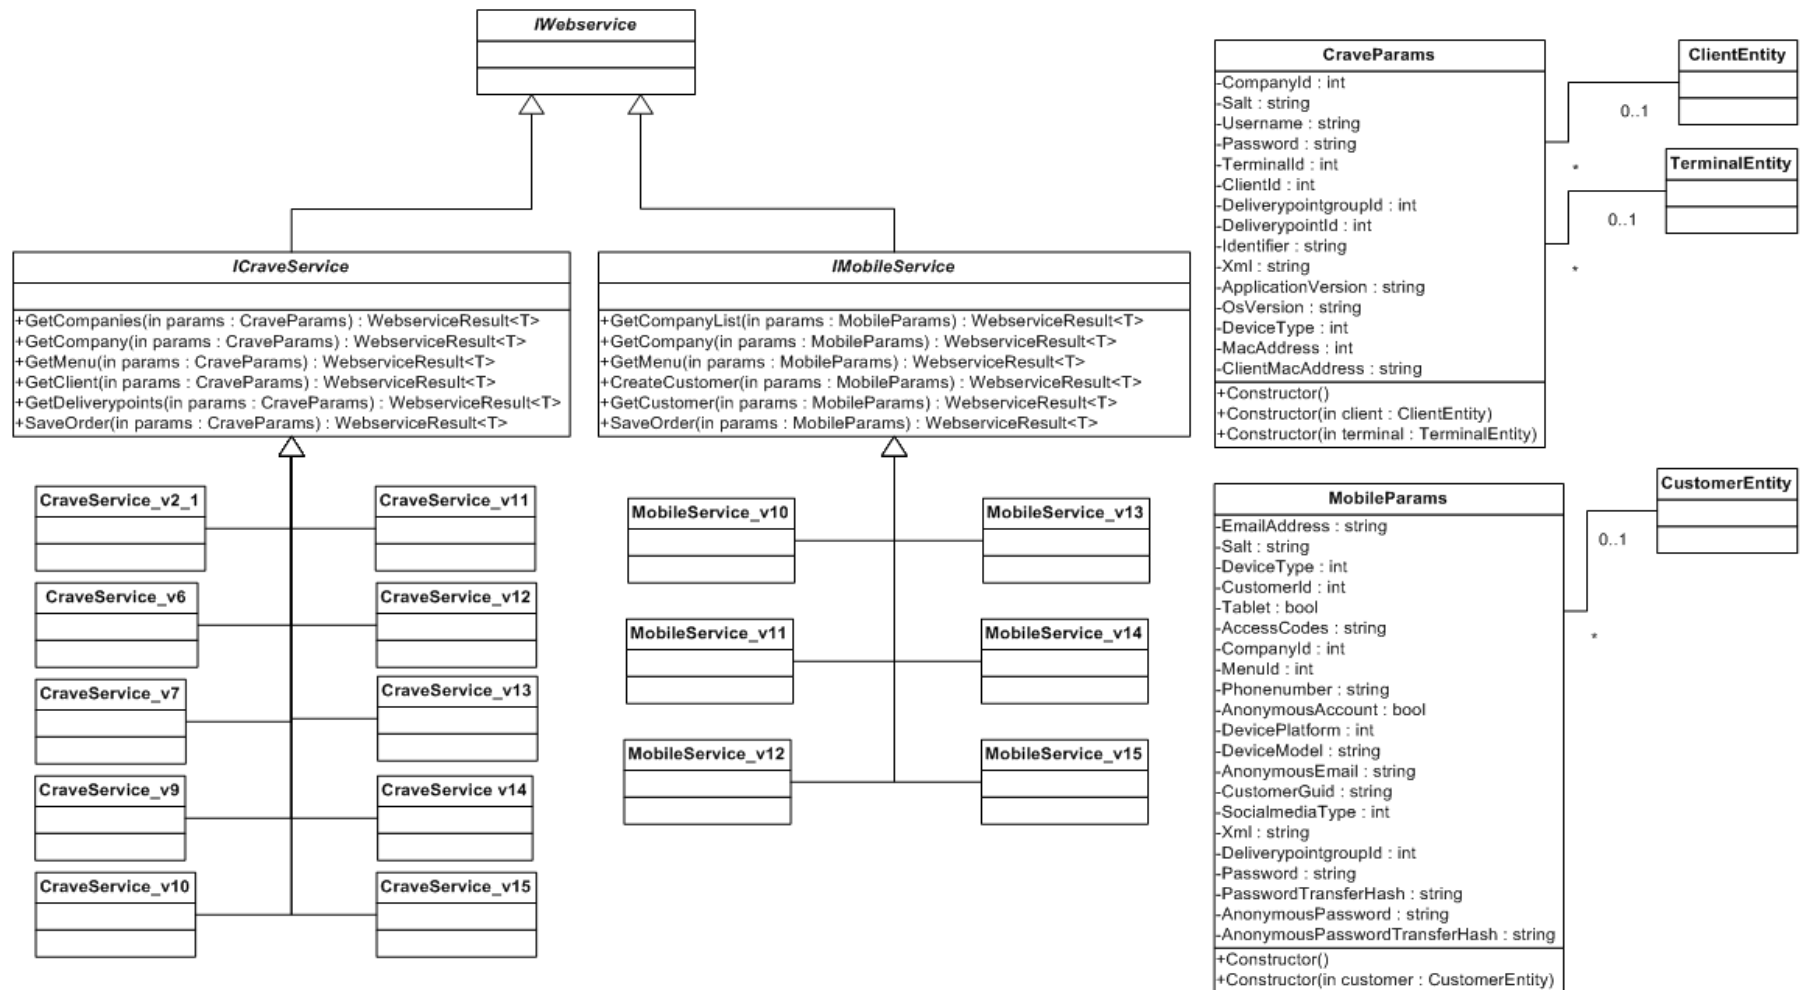 IWebservice
ICraveService
+GetCompanies(in params : CraveParams) : WebserviceResult<T>
+GetCompany(in params : CraveParams) : WebserviceResult<T>
+GetMenu(in params : CraveParams) : WebserviceResult<T>
+GetClient(in params : CraveParams) : WebserviceResult<T>
+GetDeliverypoints(in params : CraveParams) : WebserviceResult<T>
+SaveOrder(in params : CraveParams) : WebserviceResult<T>
IMobileService
+GetCompanyList(in params : MobileParams) : WebserviceResult<T>
+GetCompany(in params : MobileParams) : WebserviceResult<T>
+GetMenu(in params : MobileParams) : WebserviceResult<T>
+CreateCustomer(in params : MobileParams) : WebserviceResult<T>
+GetCustomer(in params : MobileParams) : WebserviceResult<T>
+SaveOrder(in params : MobileParams) : WebserviceResult<T>
CraveService_v2_1
CraveService_v11
CraveService_v6
CraveService_v12
CraveService_v7
CraveService_v13
CraveService_v9
CraveService v14
CraveService_v10
CraveService_v15
MobileService_v10
MobileService_v13
MobileService_v11
MobileService_v14
MobileService_v12
MobileService_v15
CraveParams
-CompanyId : int
-Salt : string
-Username : string
-Password : string
-TerminalId : int
-ClientId : int
-DeliverypointgroupId : int
-DeliverypointId : int
-Identifier : string
-Xml : string
-ApplicationVersion : string
-OsVersion : string
-DeviceType : int
-MacAddress : int
-ClientMacAddress : string
+Constructor()
+Constructor(in client : ClientEntity)
+Constructor(in terminal : TerminalEntity)
ClientEntity
0..1
*
TerminalEntity
0..1
*
MobileParams
-EmailAddress : string
-Salt : string
-DeviceType : int
-CustomerId : int
-Tablet : bool
-AccessCodes : string
-CompanyId : int
-MenuId : int
-Phonenumber : string
-AnonymousAccount : bool
-DevicePlatform : int
-DeviceModel : string
-AnonymousEmail : string
-CustomerGuid : string
-SocialmediaType : int
-Xml : string
-DeliverypointgroupId : int
-Password : string
-PasswordTransferHash : string
-AnonymousPassword : string
-AnonymousPasswordTransferHash : string
+Constructor()
+Constructor(in customer : CustomerEntity)
CustomerEntity
0..1
*